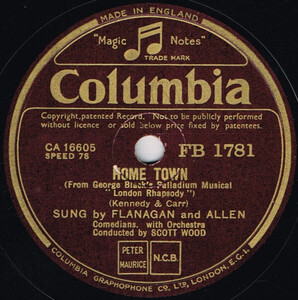 MADE IN ENGLAND
"Magic Notes"
TRADE MARK
Columbia
Copyright, patented Record. Not to be publicly performed
without licence or sold below price fixed by patentees.
CA 16605
SPEED 78
FB 1781
HOME TOWN
(From George Black's Palladium Musical
"London Rhapsody")
(Kennedy & Carr)
SUNG by FLANAGAN and ALLEN
Comedians, with Orchestra
Conducted by SCOTT WOOD
PETER
MAURICE
N.C.B.
COLUMBIA GRAPHOPHONE CO. LTD., LONDON, E.C.1.